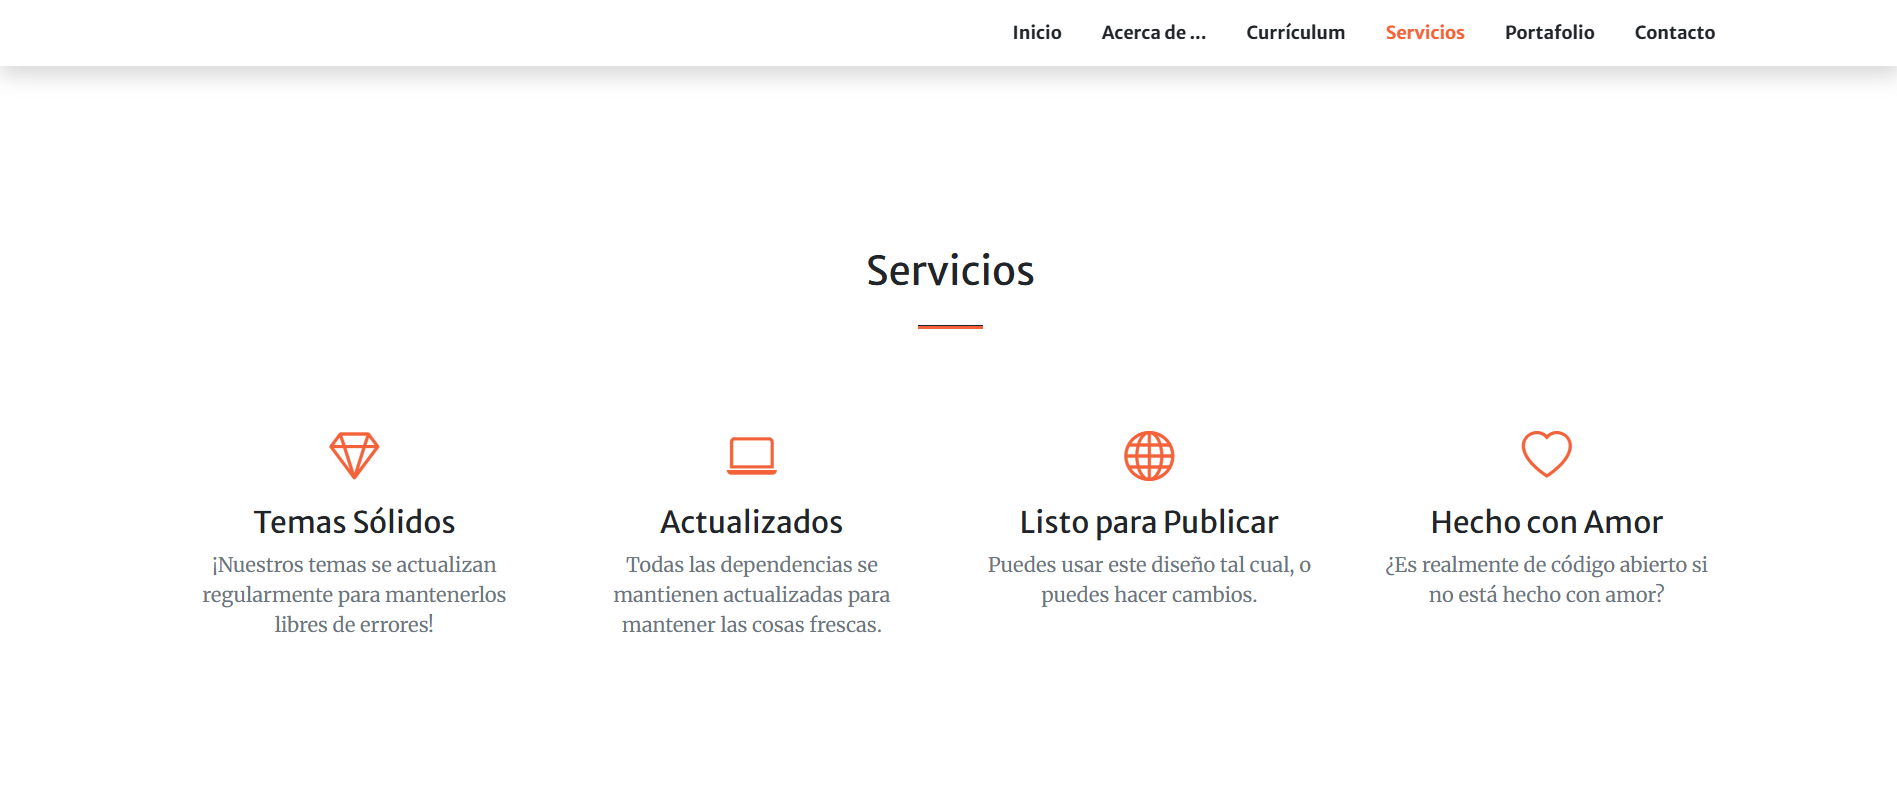 Inicio Acerca de ... Currículum Servicios Portafolio Contacto
Servicios
Temas Sólidos
¡Nuestros temas se actualizan
regularmente para mantenerlos
libres de errores!
Actualizados
Todas las dependencias se
mantienen actualizadas para
mantener las cosas frescas.
Listo para Publicar
Puedes usar este diseño tal cual, o
puedes hacer cambios.
Hecho con Amor
¿Es realmente de código abierto si
no está hecho con amor?